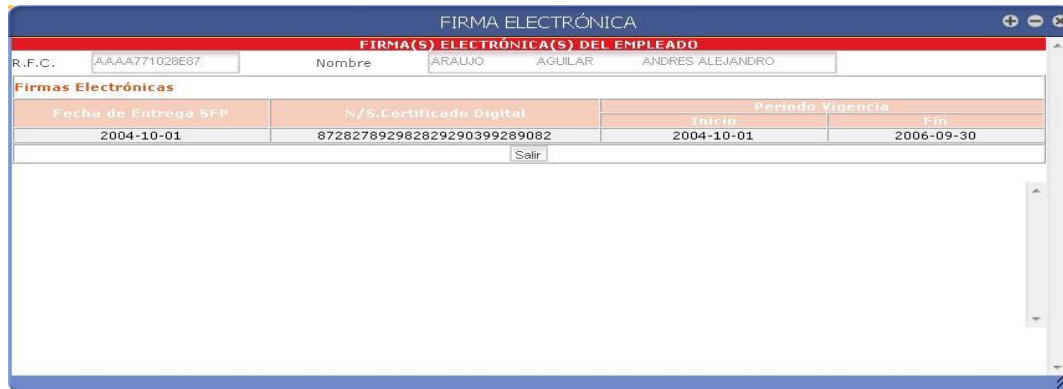 FIRMA ELECTRÓNICA
FIRMA(S) ELECTRÓNICA(S) DEL EMPLEADO
R.F.C. AAAA771028E87 Nombre ARAUJO AGUILAR ANDRES ALEJANDRO
Firmas Electrónicas
Fecha de Entrega SFP N/S.Certificado Digital Periodo Vigencia
Inicio Fin
2004-10-01 8728278929828292903992890​82 2004-10-01 2006-09-30
Salir